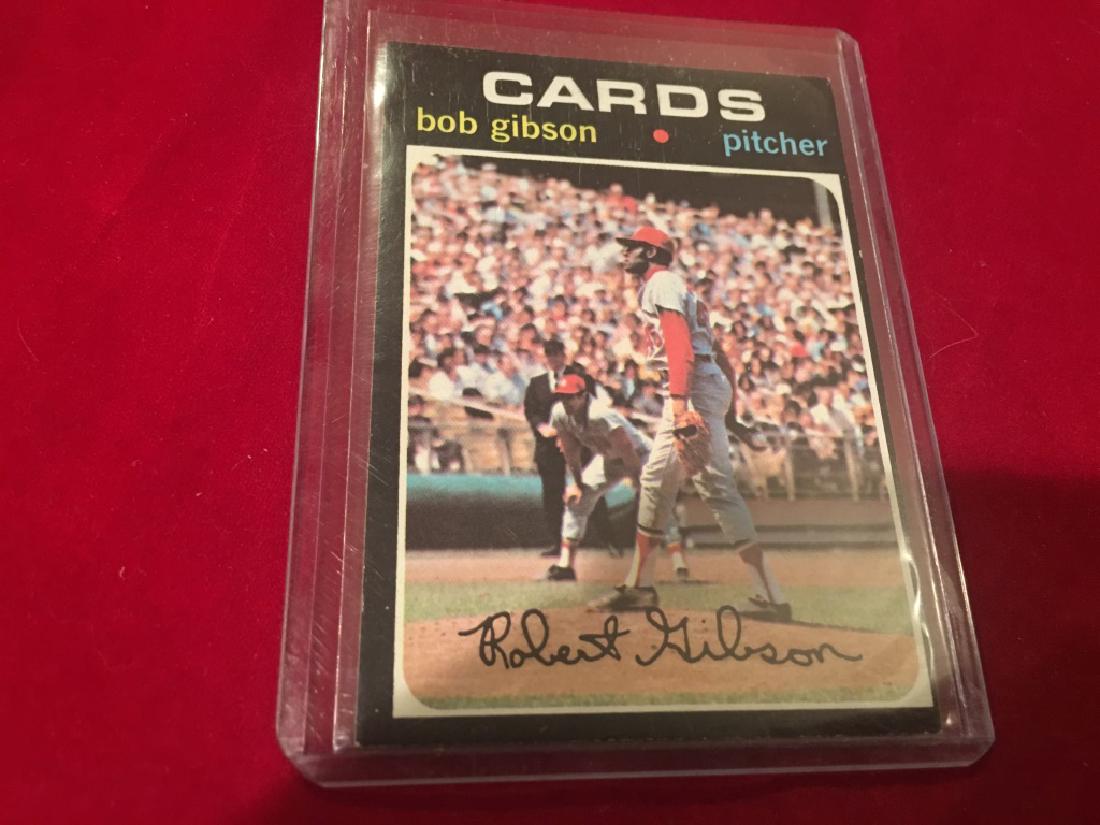 CARDS
bob gibson • pitcher
Robert Gibson